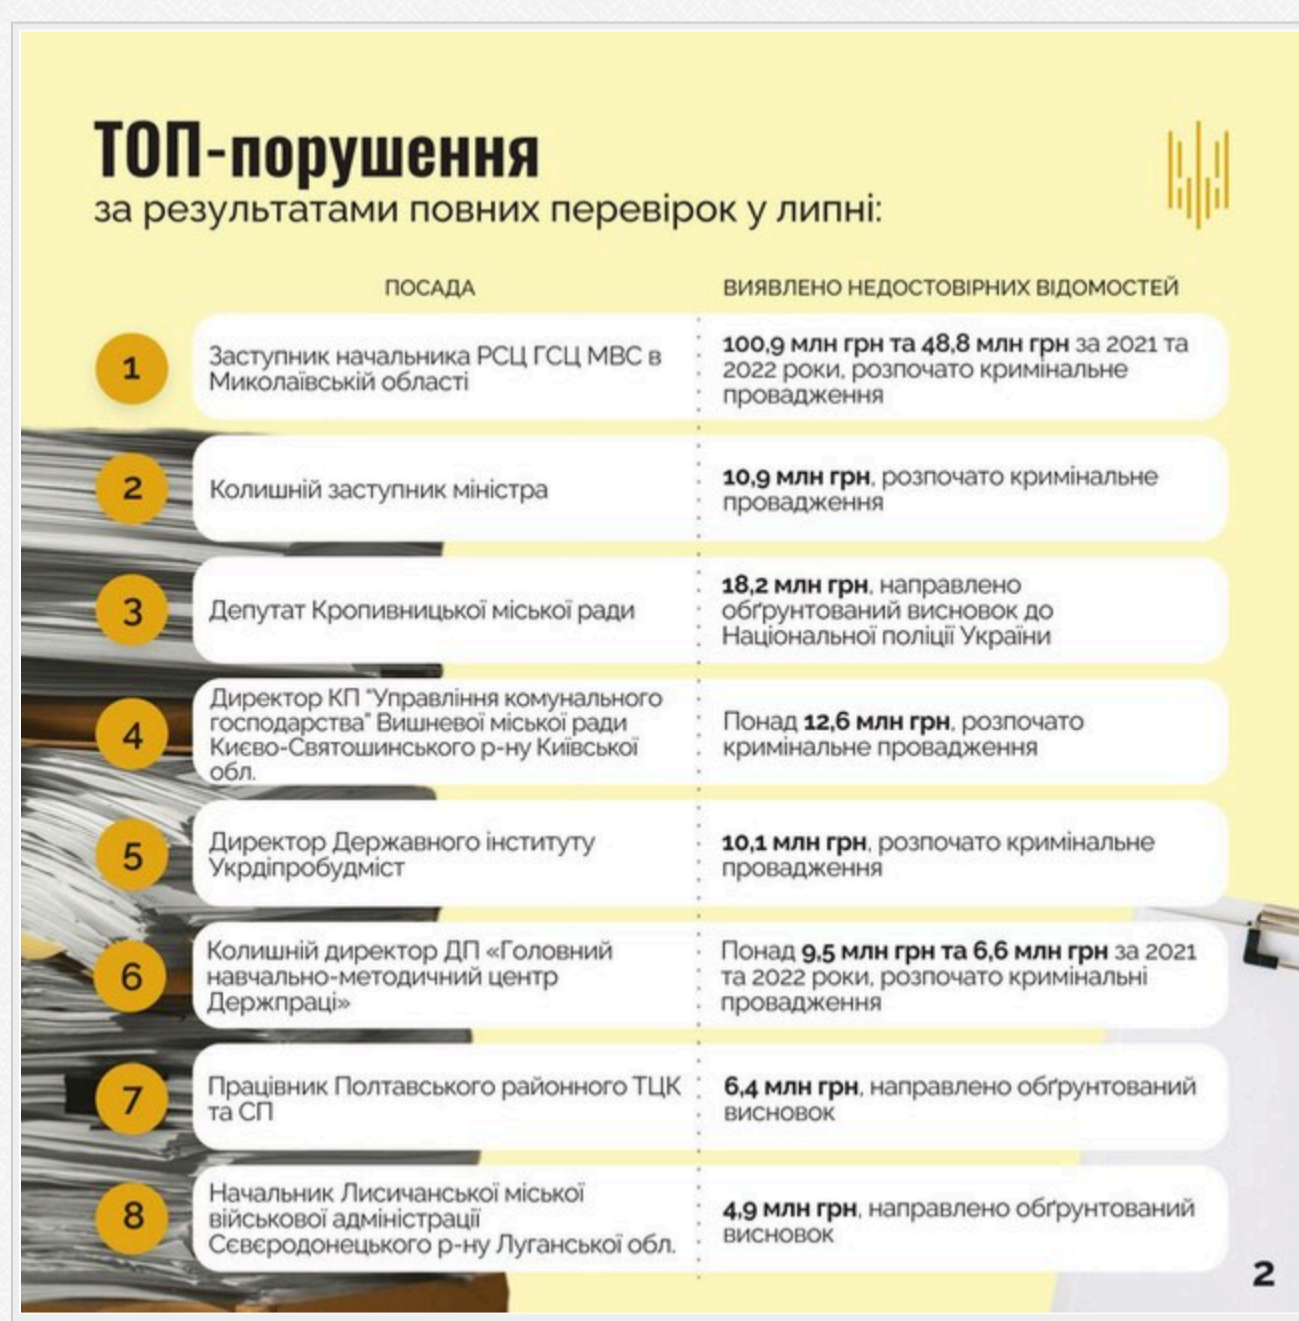 ТОП-порушення
за результатами повних перевірок у липні:
ПОСАДА
ВИЯВЛЕНО НЕДОСТОВІРНИХ ВІДОМОСТЕЙ
1
Заступник начальника РСЦ ГСЦ МВС в
Миколаївській області
100,9 млн грн та 48,8 млн грн за 2021 та
2022 роки, розпочато кримінальне
провадження
2
Колишній заступник міністра
10,9 млн грн, розпочато кримінальне
провадження
3
Депутат Кропивницької міської ради
18,2 млн грн, направлено
обґрунтований висновок до
Національної поліції України
4
Директор КП "Управління комунального
господарства" Вишневої міської ради
Києво-Святошинського р-ну Київської
обл.
Понад 12,6 млн грн, розпочато
кримінальне провадження
5
Директор Державного інституту
Укрдіпробудміст
10,1 млн грн, розпочато кримінальне
провадження
6
Колишній директор ДП «Головний
навчально-методичний центр
Держпраці»
Понад 9,5 млн грн та 6,6 млн грн за 2021
та 2022 роки, розпочато кримінальні
провадження
7
Працівник Полтавського районного ТЦК
та СП
6,4 млн грн, направлено обґрунтований
висновок
8
Начальник Лисичанської міської
військової адміністрації
Сєвєродонецького р-ну Луганської обл.
4,9 млн грн, направлено обґрунтований
висновок
2